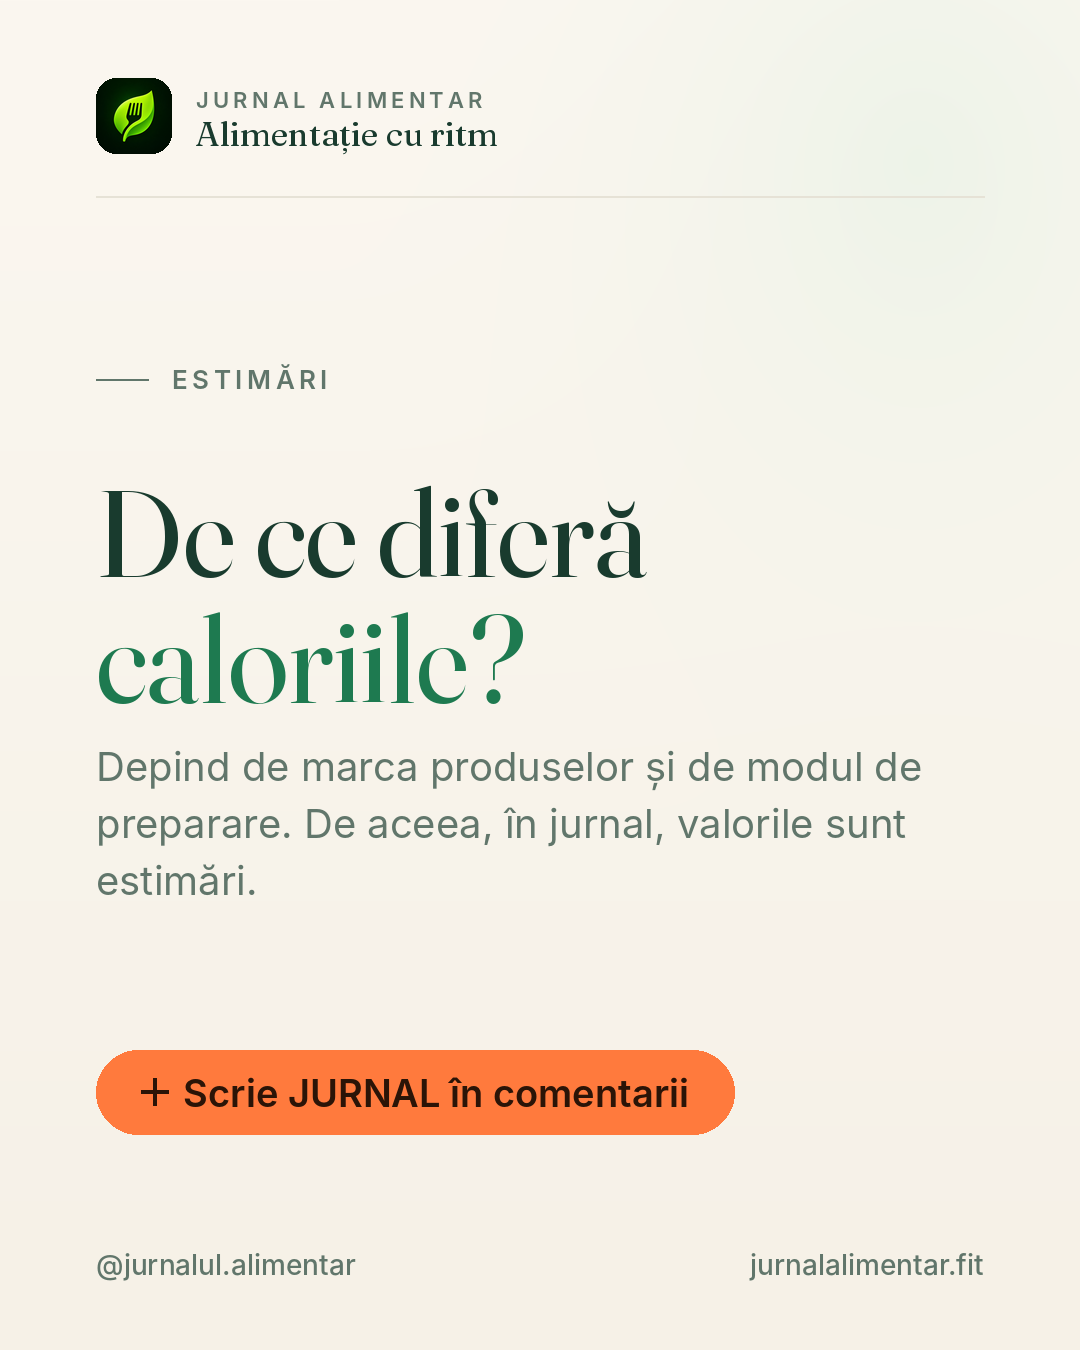 JURNAL ALIMENTAR
Alimentație cu ritm
ESTIMĂRI
De ce diferă
caloriile?
Depind de marca produselor și de modul de
preparare. De aceea, în jurnal, valorile sunt
estimări.
+ Scrie JURNAL în comentarii
@jurnalul.alimentar
jurnalalimentar.fit